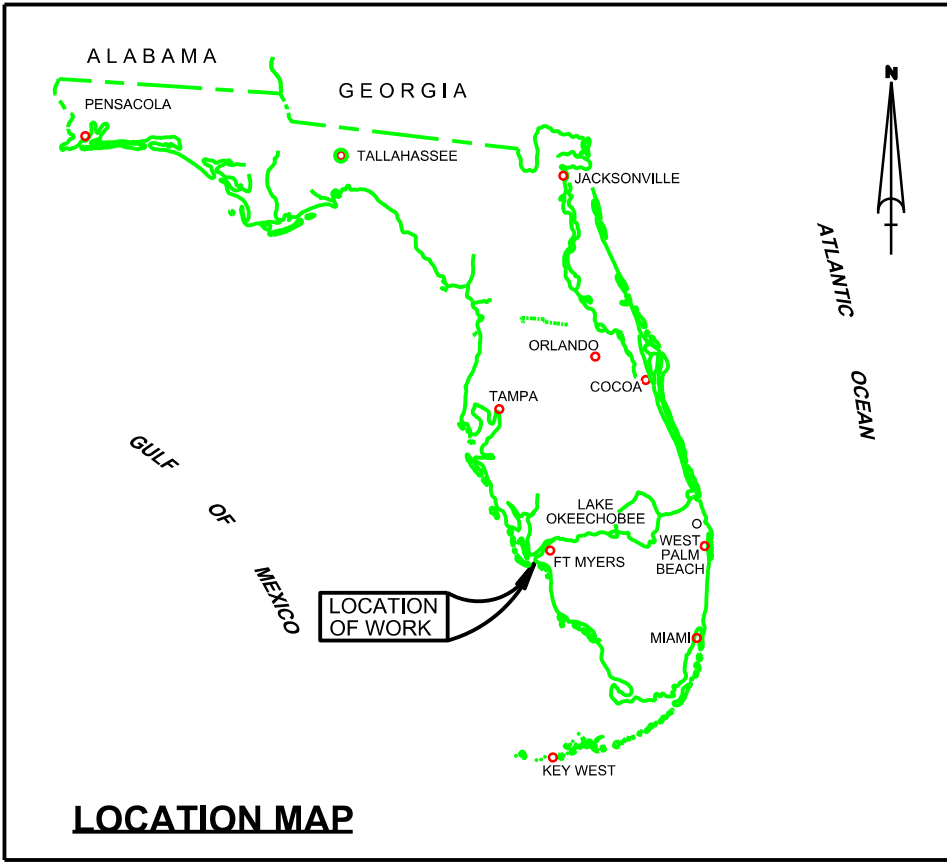 ALABAMA
GEORGIA
N
PENSACOLA
TALLAHASSEE
JACKSONVILLE
ATLANTIC
OCEAN
ORLANDO
COCOA
TAMPA
GULF
OF
MEXICO
LAKE
OKEECHOBEE
WEST
PALM
BEACH
FT MYERS
LOCATION
OF WORK
MIAMI
KEY WEST
LOCATION MAP